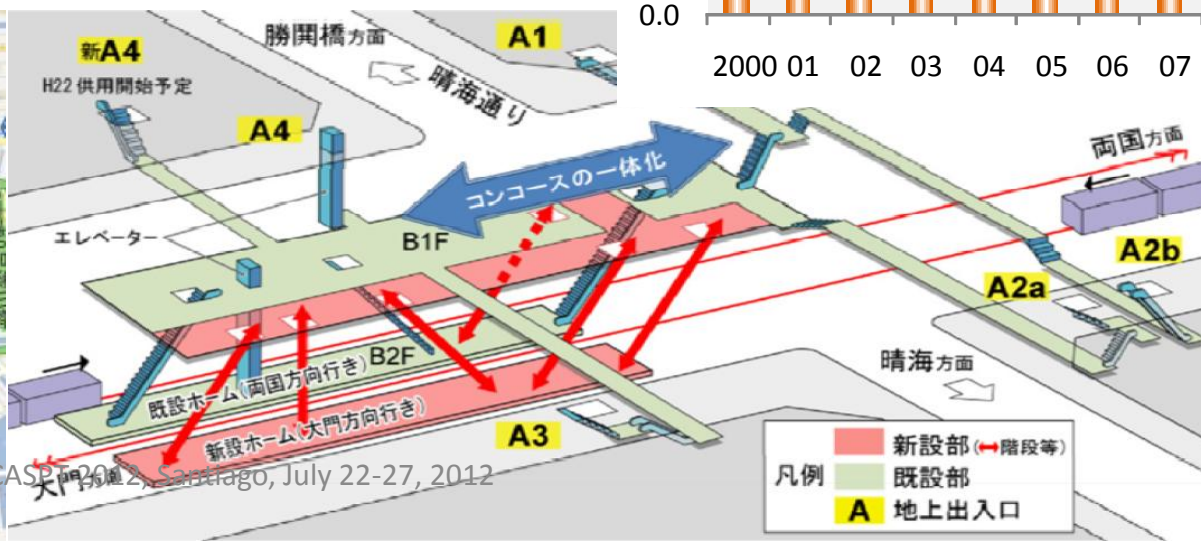 0.0
2000 01 02 03 04 05 06 07
新A4
H22供用開始予定
勝鬨橋方面
A1
晴海通り
A4
コンコースの一体化
両国方面
エレベーター
B1F
A2b
A2a
B2F
晴海方面
既設ホーム(両国方向行き)
新設ホーム(大門方向行き)
A3
大門方面
CASPT 2012, Santiago, July 22-27, 2012
凡例
新設部(↔階段等)
既設部
A 地上出入口